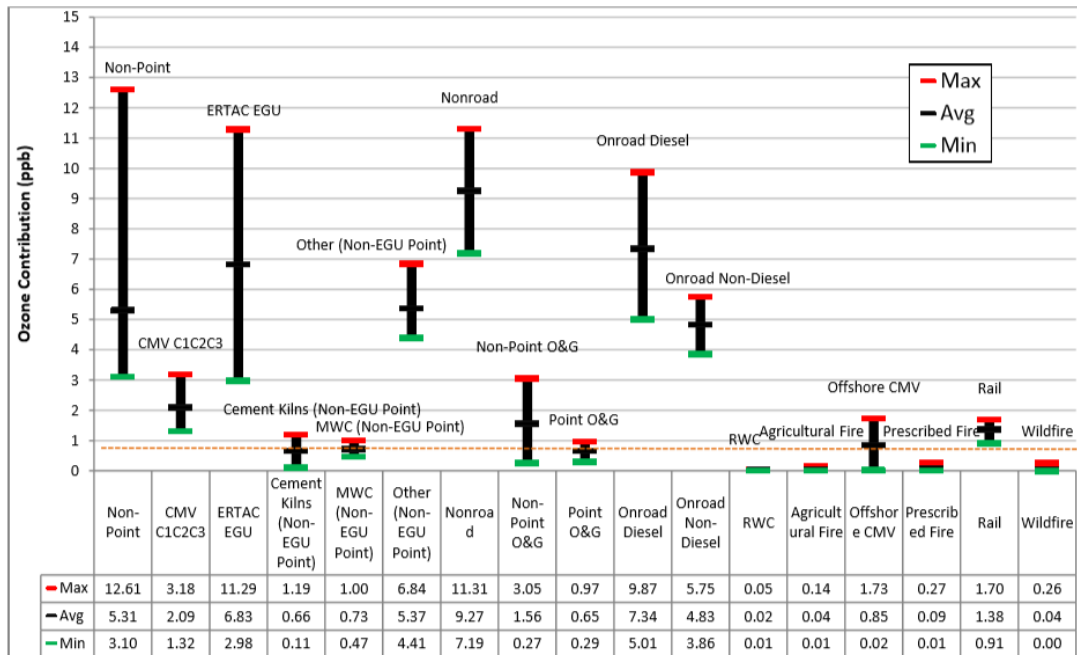 15
14
13
12
11
10
9
8
7
6
5
4
3
2
1
0
Ozone Contribution (ppb)
Non-Point
CMV C1C2C3
ERTAC EGU
Cement Kilns (Non-EGU Point)
MWC (Non-EGU Point)
Other (Non-EGU Point)
Nonroad
Non-Point O&G
Point O&G
Onroad Diesel
Onroad Non-Diesel
RWC
Agricultural Fire
Offshore CMV
Prescribed Fire
Rail
Wildfire
Max
Avg
Min
Non-
Point
CMV
C1C2C3
ERTAC
EGU
Cement
Kilns
(Non-
EGU
Point)
MWC
(Non-
EGU
Point)
Other
(Non-
EGU
Point)
Nonroa
d
Non-
Point
O&G
Point
O&G
Onroad
Diesel
Onroad
Non-
Diesel
RWC
Agricult
ural Fire
Offshor
e CMV
Prescrib
ed Fire
Rail
Wildfire
Max 12.61 3.18 11.29 1.19 1.00 6.84 11.31 3.05 0.97 9.87 5.75 0.05 0.14 1.73 0.27 1.70 0.26
Avg 5.31 2.09 6.83 0.66 0.73 5.37 9.27 1.56 0.65 7.34 4.83 0.02 0.04 0.85 0.09 1.38 0.04
Min 3.10 1.32 2.98 0.11 0.47 4.41 7.19 0.27 0.29 5.01 3.86 0.01 0.01 0.02 0.01 0.91 0.00